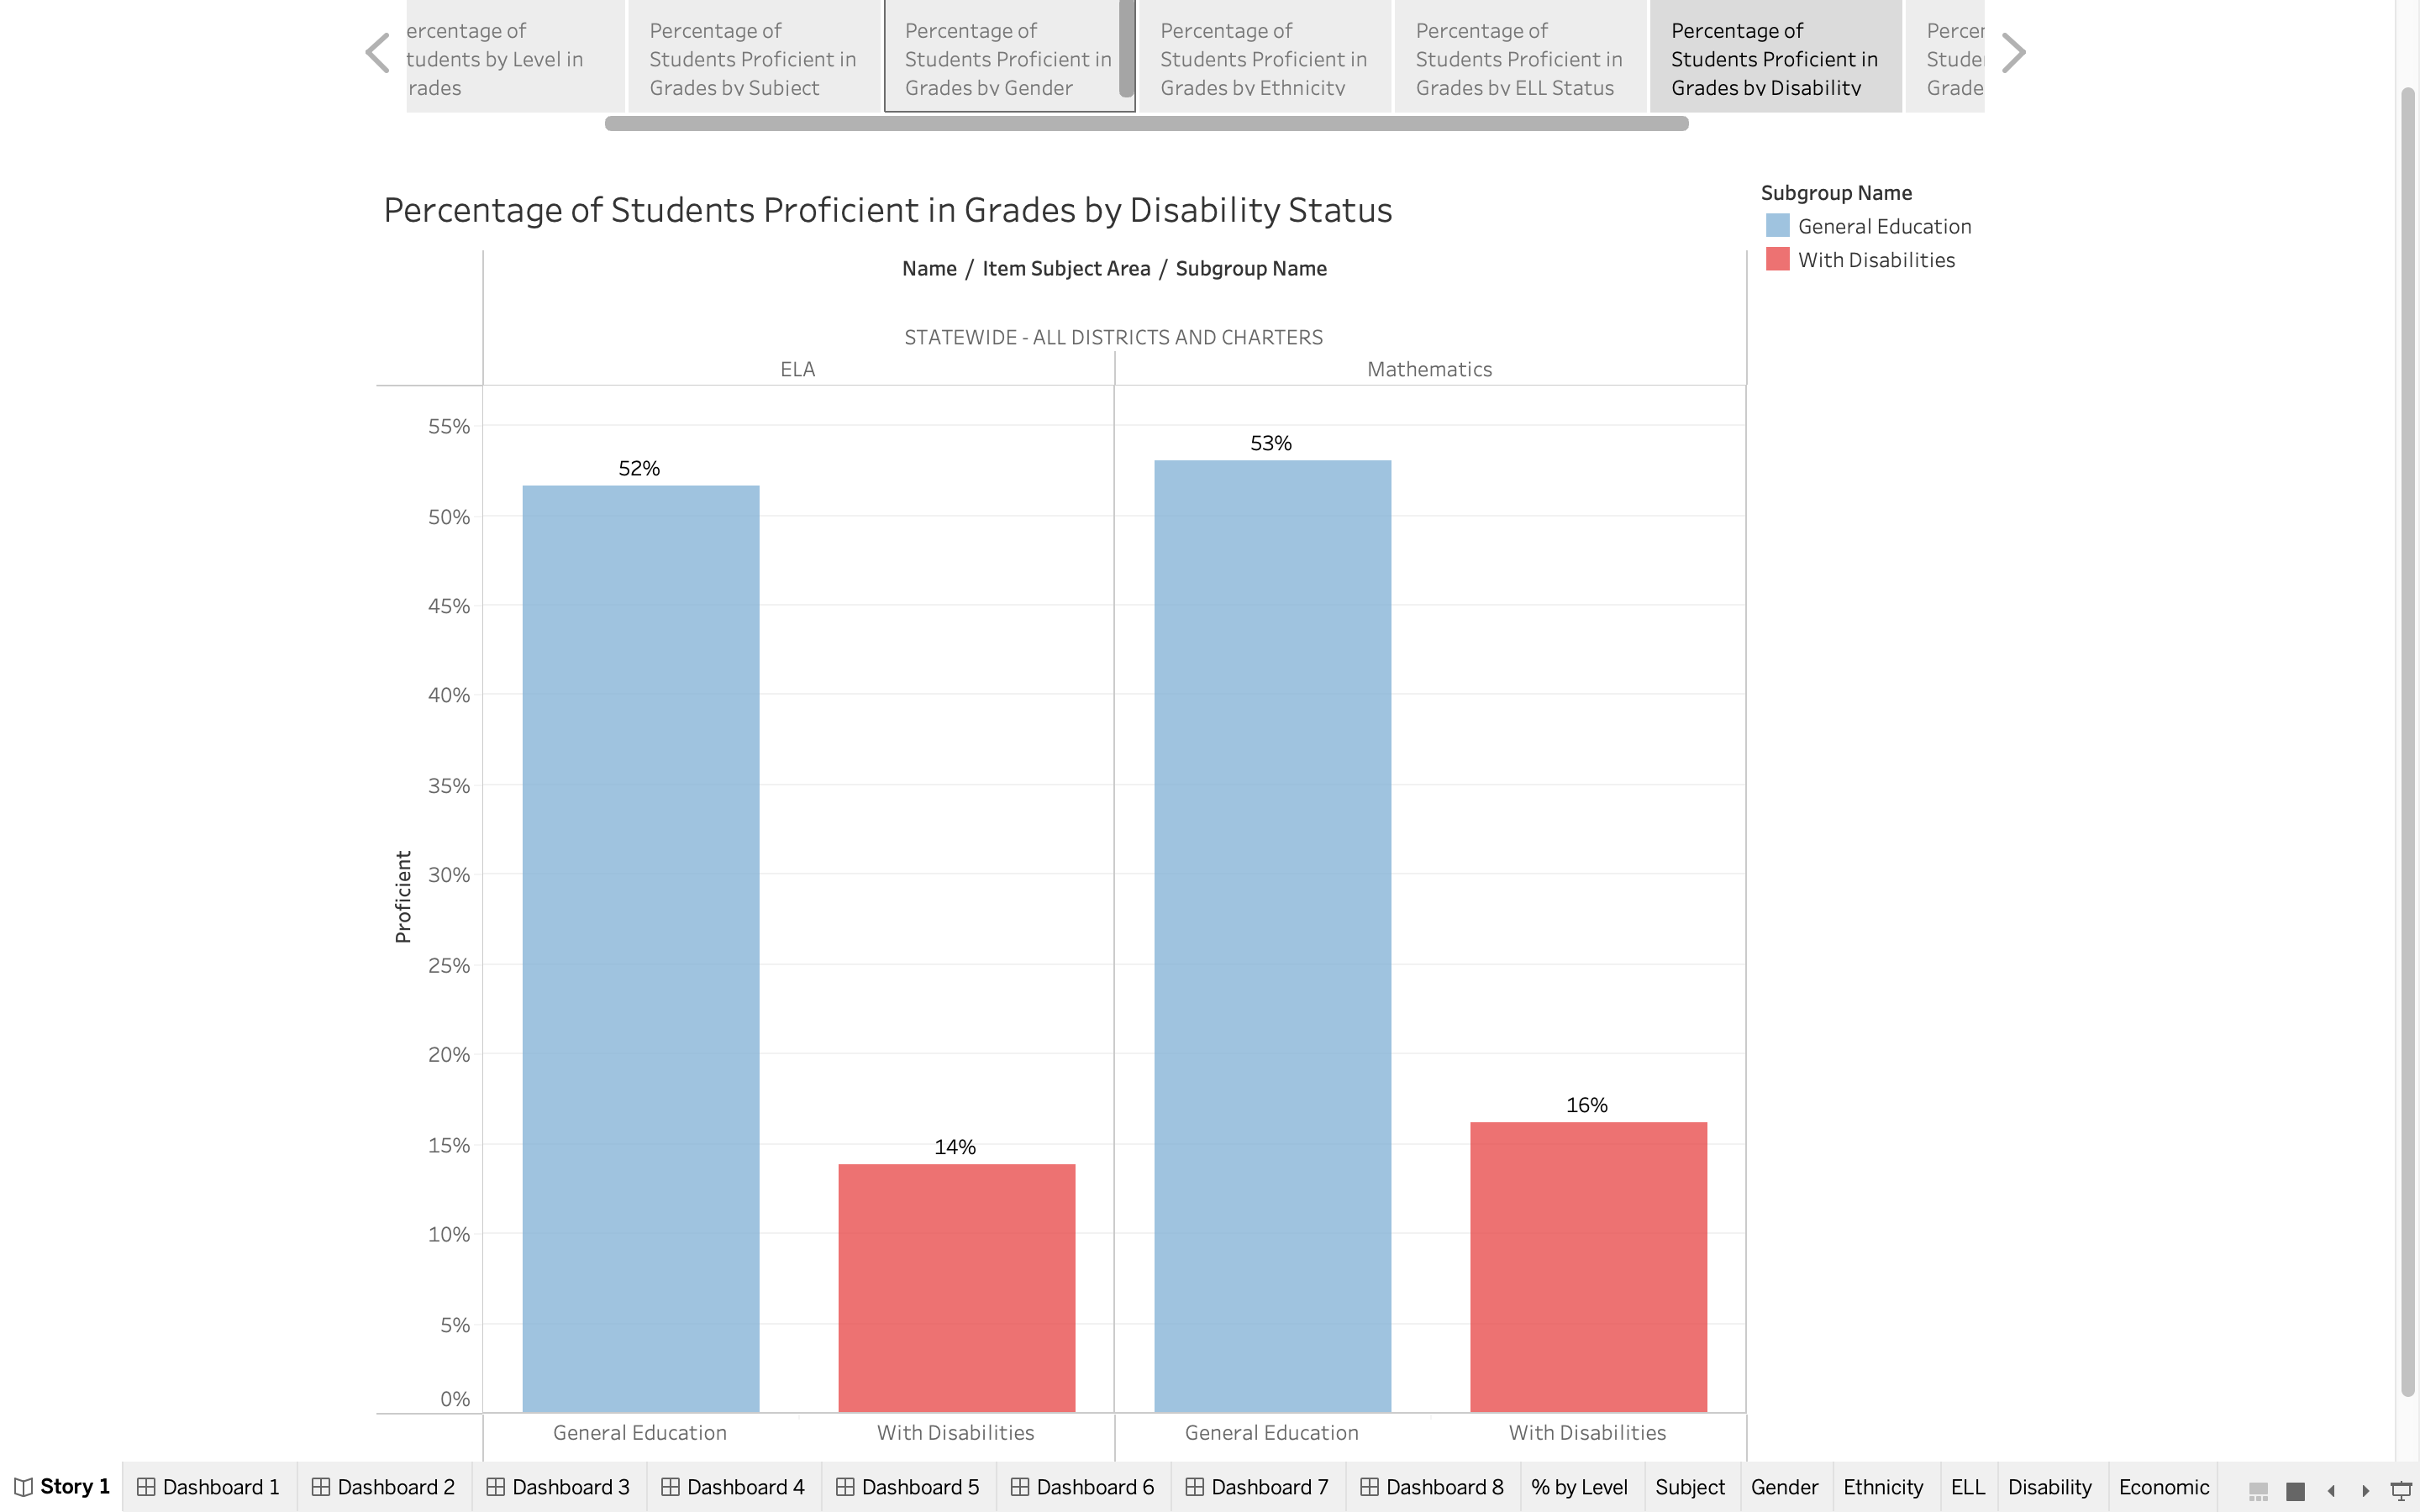 ercentage of
tudents by Level in
rades
Percentage of
Students Proficient in
Grades by Subject
Percentage of
Students Proficient in
Grades by Gender
Percentage of
Students Proficient in
Grades by Ethnicity
Percentage of
Students Proficient in
Grades by ELL Status
Percentage of
Students Proficient in
Grades by Disability
Percer
Studer
Grade
Percentage of Students Proficient in Grades by Disability Status
Subgroup Name
General Education
With Disabilities
Name / Item Subject Area / Subgroup Name
STATEWIDE - ALL DISTRICTS AND CHARTERS
ELA
Mathematics
Proficient
55%
50%
45%
40%
35%
30%
25%
20%
15%
10%
5%
0%
52%
14%
53%
16%
General Education
With Disabilities
General Education
With Disabilities
Story 1
Dashboard 1
Dashboard 2
Dashboard 3
Dashboard 4
Dashboard 5
Dashboard 6
Dashboard 7
Dashboard 8
% by Level
Subject
Gender
Ethnicity
ELL
Disability
Economic